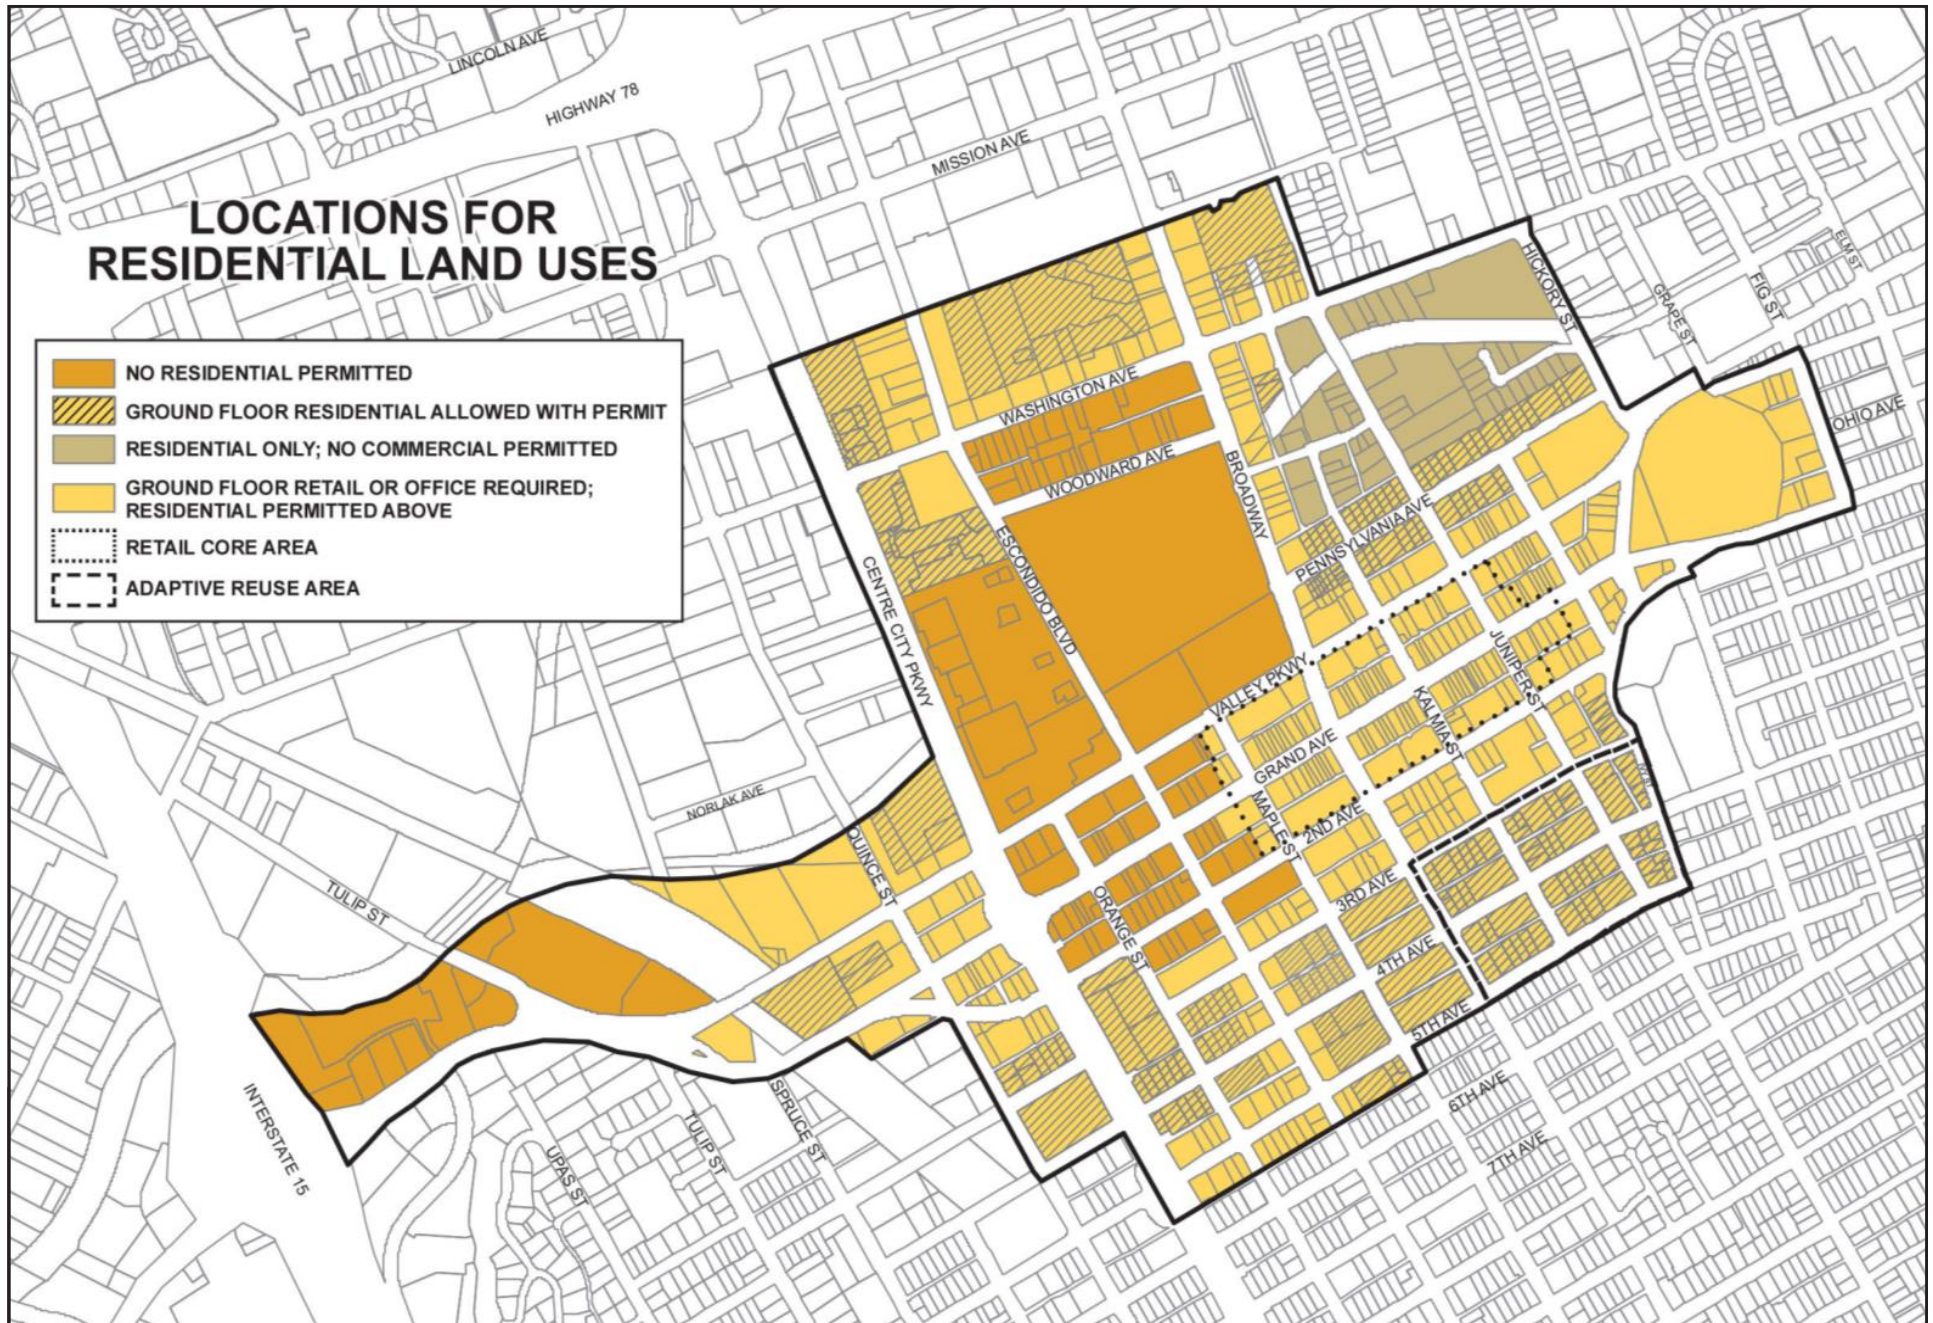 LINCOLN AVE
HIGHWAY 78
MISSION AVE
LOCATIONS FOR
RESIDENTIAL LAND USES
NO RESIDENTIAL PERMITTED
GROUND FLOOR RESIDENTIAL ALLOWED WITH PERMIT
RESIDENTIAL ONLY; NO COMMERCIAL PERMITTED
GROUND FLOOR RETAIL OR OFFICE REQUIRED;
RESIDENTIAL PERMITTED ABOVE
RETAIL CORE AREA
ADAPTIVE REUSE AREA
ELM ST
HICKORY ST
GRAPE ST
FIG ST
OHIO AVE
WASHINGTON AVE
WOODWARD AVE
BROADWAY
PENNSYLVANIA AVE
ESCONDIDO BLVD
CENTRE CITY PKWY
VALLEY PKWY
JUNIPER ST
KALMIA ST
GRAND AVE
MAPLE ST
2ND AVE
NORLAK AVE
QUINCE ST
TULIP ST
ORANGE ST
3RD AVE
4TH AVE
5TH AVE
6TH AVE
7TH AVE
INTERSTATE 15
UPAS ST
TULIP ST
SPRUCE ST